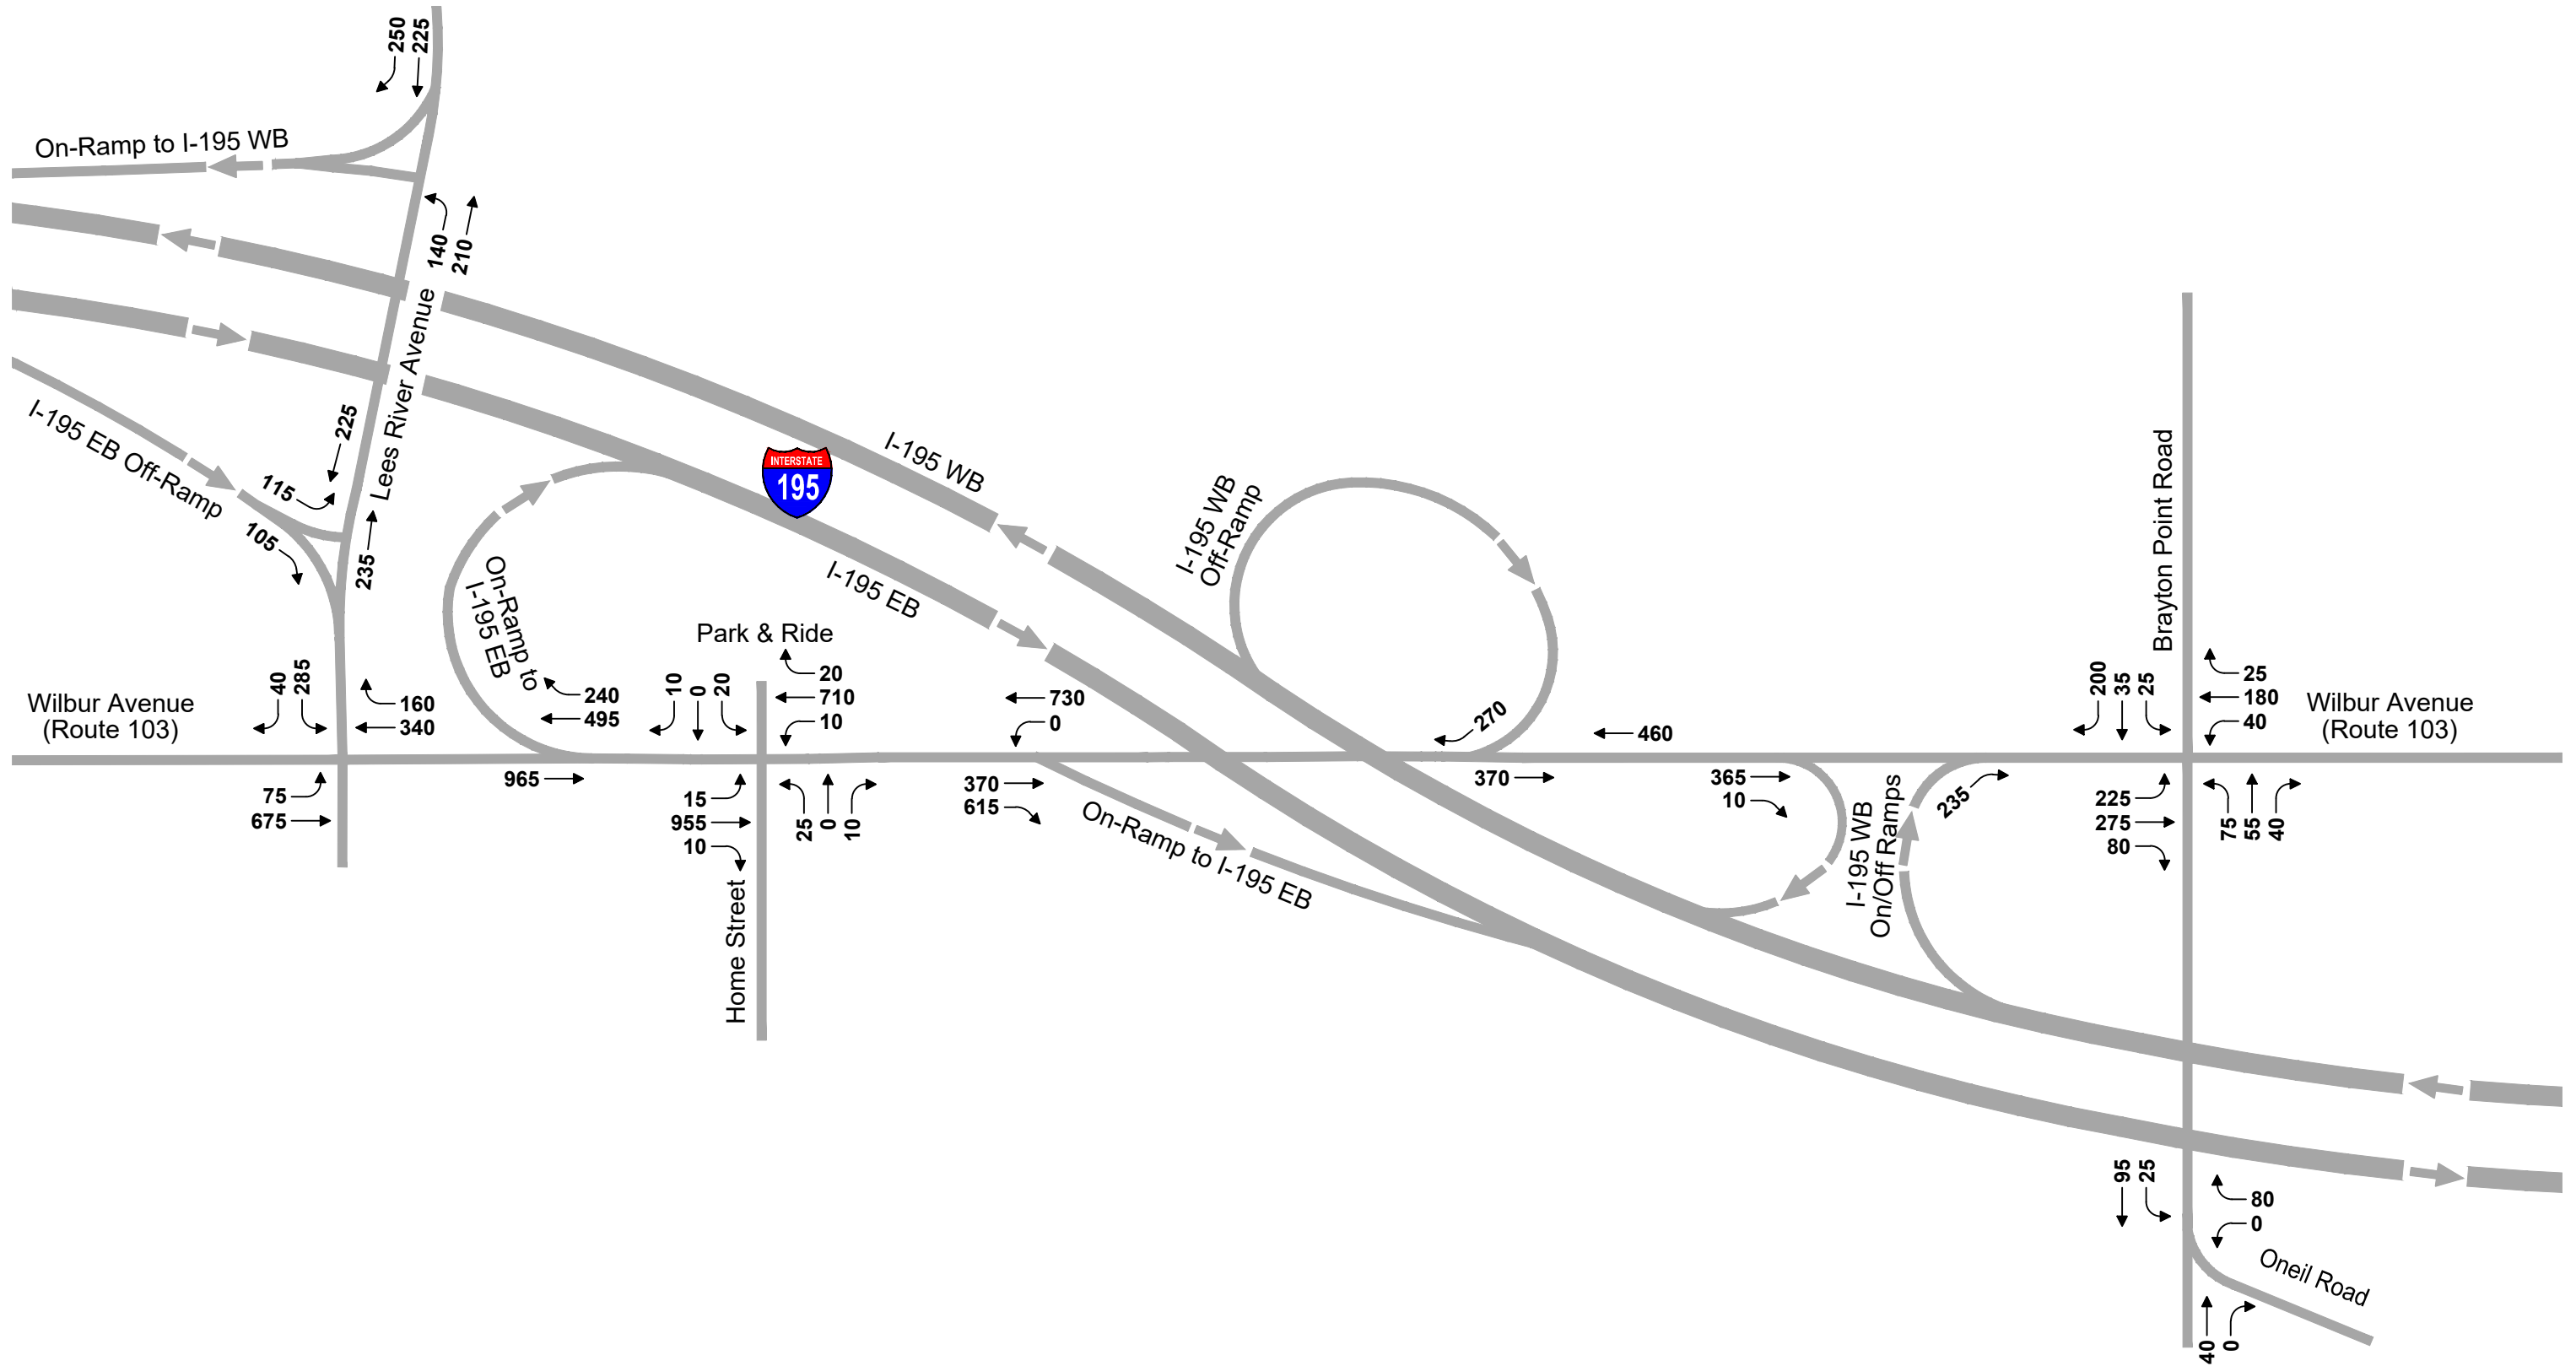 250
225
On-Ramp to I-195 WB
140
210
Lees River Avenue
225
I-195 EB Off-Ramp
115
105
235
INTERSTATE
195
I-195 WB
I-195 EB
I-195 WB
Off-Ramp
270
On-Ramp to
I-195 EB
Brayton Point Road
Park & Ride
Wilbur Avenue
(Route 103)
40
285
160
340
75
675
240
495
965
10
0
20
20
710
10
15
955
10
25
0
10
Home Street
730
0
370
615
On-Ramp to I-195 EB
370
460
365
10
I-195 WB
On/Off Ramps
235
200
35
25
25
180
40
Wilbur Avenue
(Route 103)
225
275
80
75
55
40
95
25
80
0
Oneil Road
40
0